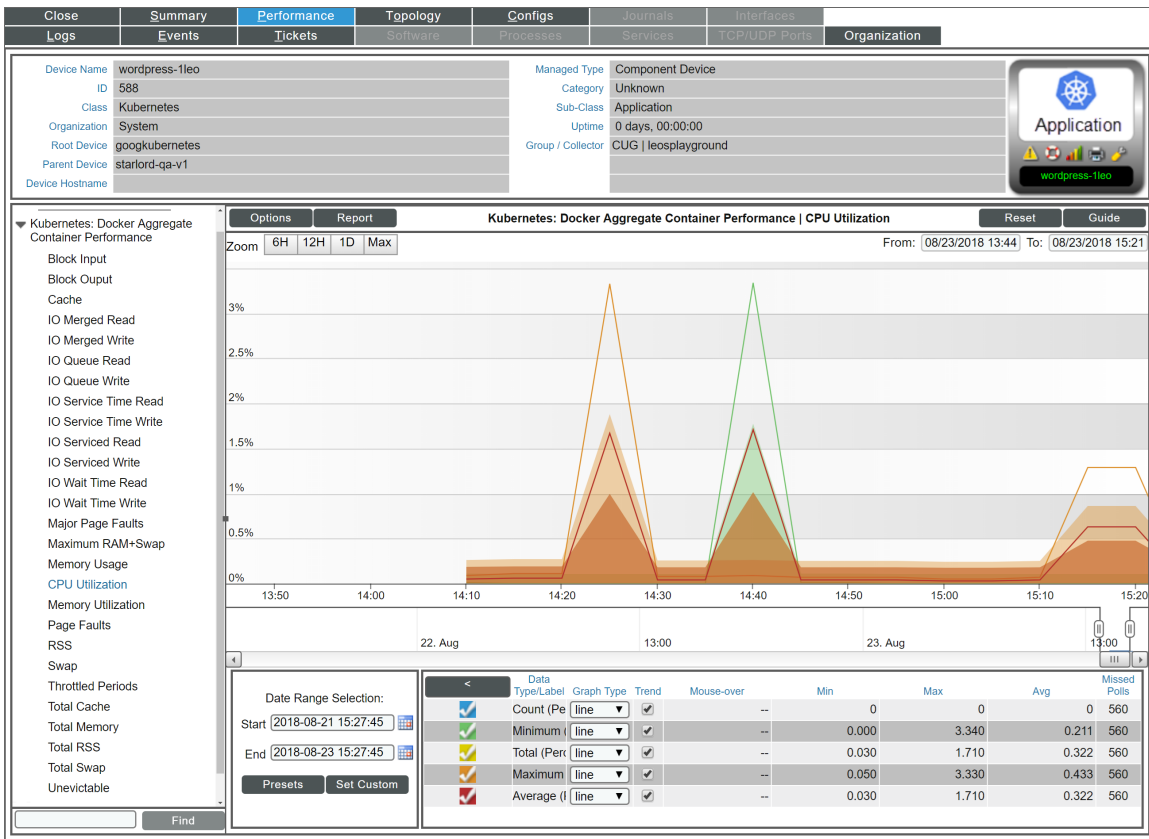 Close Summary Performance Topology Configs Journals Interfaces
Logs Events Tickets Software Processes Services TCP/UDP Ports Organization
Device Name wordpress-1leo Managed Type Component Device
ID 588 Category Unknown
Class Kubernetes Sub-Class Application
Organization System Uptime 0 days, 00:00:00
Root Device googkubernetes Group / Collector CUG | leosplayground
Parent Device starlord-qa-v1
Device Hostname
Application
wordpress-1leo
Kubernetes: Docker Aggregate
Container Performance
Block Input
Block Ouput
Cache
IO Merged Read
IO Merged Write
IO Queue Read
IO Queue Write
IO Service Time Read
IO Service Time Write
IO Serviced Read
IO Serviced Write
IO Wait Time Read
IO Wait Time Write
Major Page Faults
Maximum RAM+Swap
Memory Usage
CPU Utilization
Memory Utilization
Page Faults
RSS
Swap
Throttled Periods
Total Cache
Total Memory
Total RSS
Total Swap
Unevictable
Find
Options Report Kubernetes: Docker Aggregate Container Performance | CPU Utilization Reset Guide
Zoom 6H 12H 1D Max From: 08/23/2018 13:44 To: 08/23/2018 15:21
3%
2.5%
2%
1.5%
1%
0.5%
0%
13:50 14:00 14:10 14:20 14:30 14:40 14:50 15:00 15:10 15:20
22. Aug 13:00 23. Aug 13:00
Date Range Selection:
Start 2018-08-21 15:27:45
End 2018-08-23 15:27:45
Presets Set Custom
< Data Type/Label Graph Type Trend Mouse-over Min Max Avg Missed Polls
Count (Pe line -- 0 0 0 560
Minimum ( line -- 0.000 3.340 0.211 560
Total (Perc line -- 0.030 1.710 0.322 560
Maximum line -- 0.050 3.330 0.433 560
Average (I line -- 0.030 1.710 0.322 560